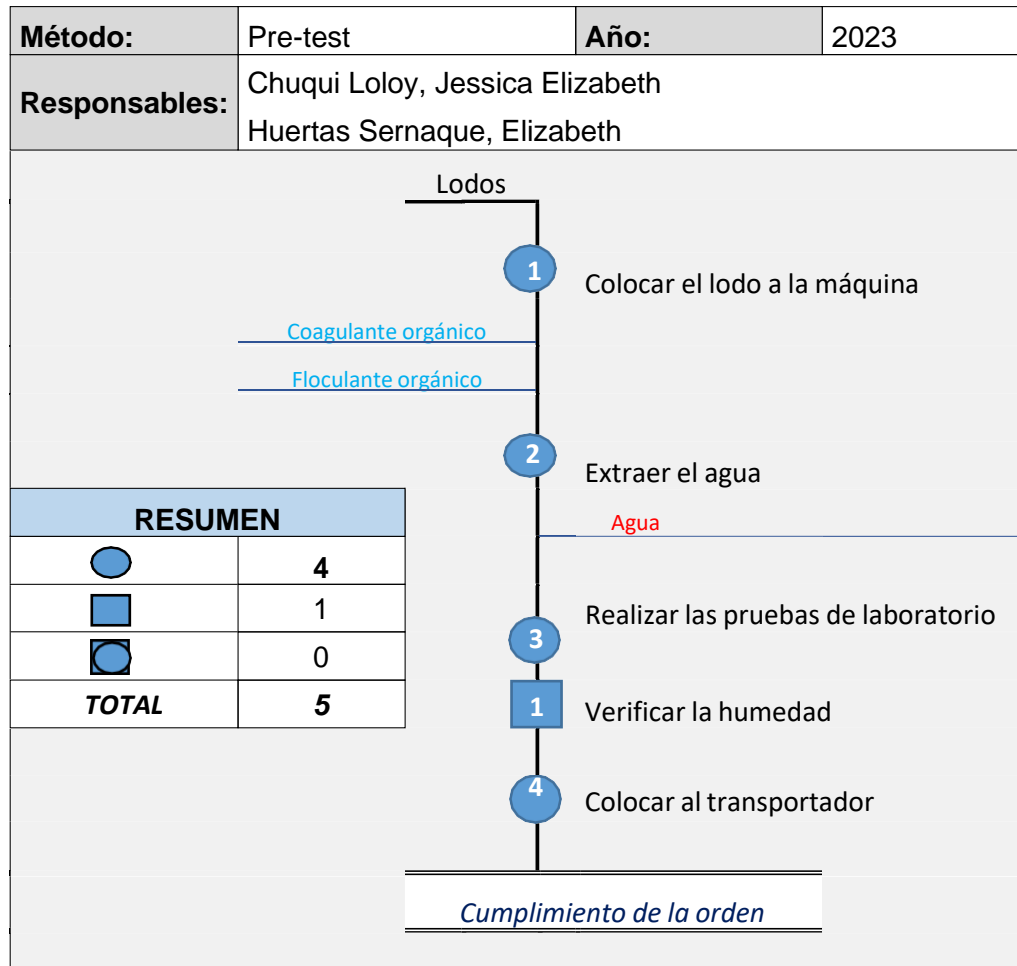 Método: Pre-test Año: 2023
Responsables: Chuqui Loloy, Jessica Elizabeth
Huertas Sernaque, Elizabeth
Lodos
1 Colocar el lodo a la máquina
Coagulante orgánico
Floculante orgánico
2 Extraer el agua
Agua
RESUMEN
4
1
0
TOTAL 5
3 Realizar las pruebas de laboratorio
1 Verificar la humedad
4 Colocar al transportador
Cumplimiento de la orden